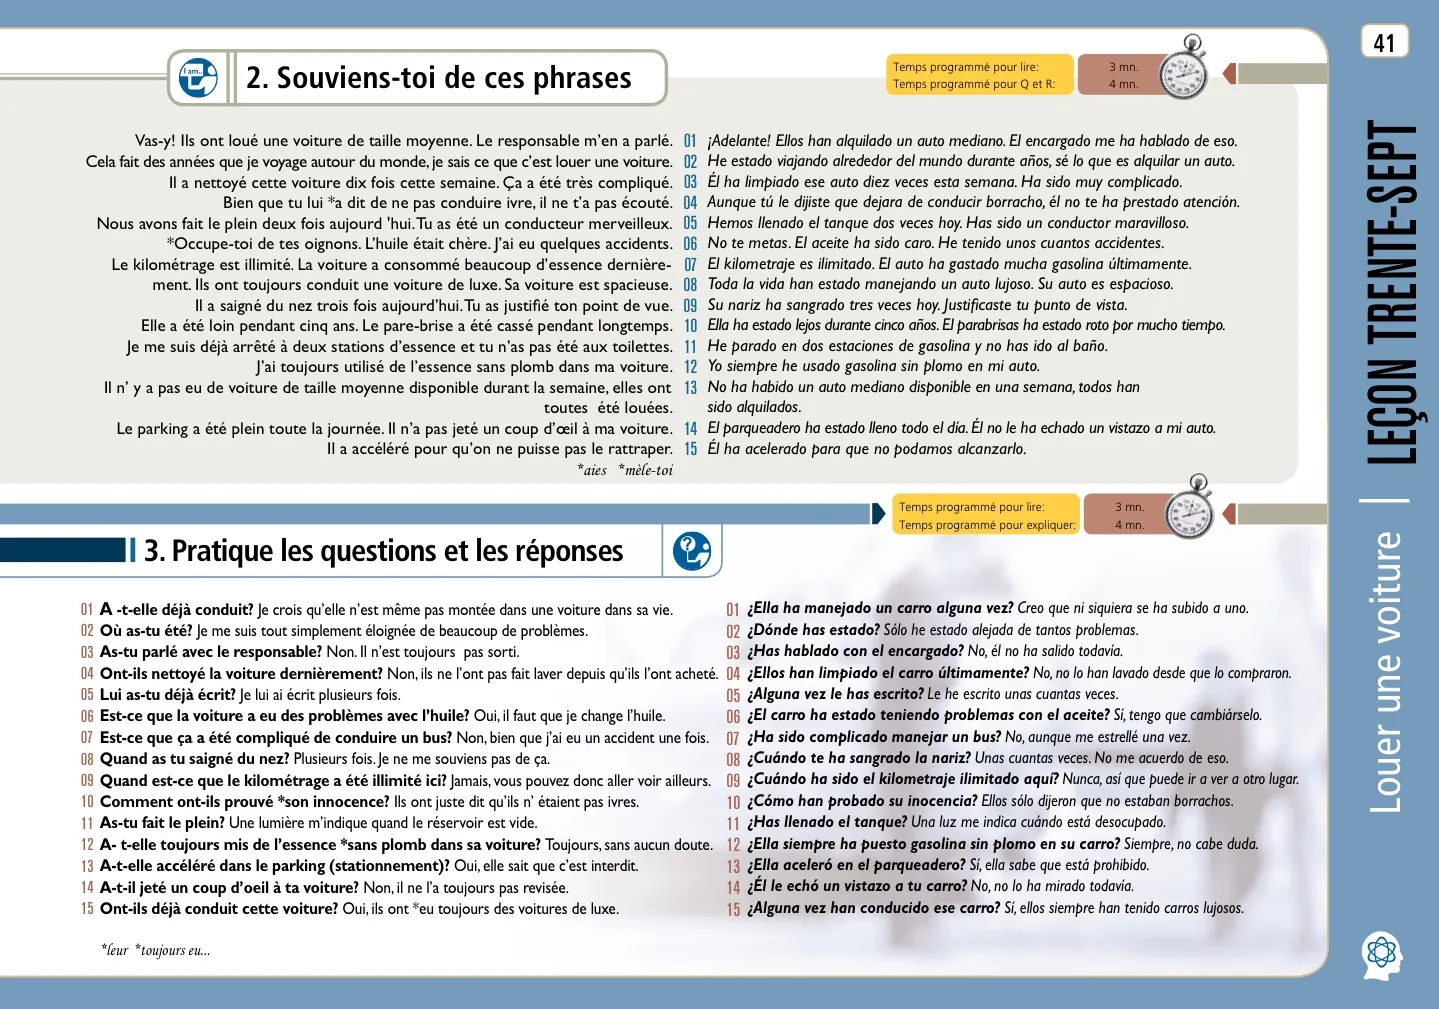 41
I am..
2. Souviens-toi de ces phrases
Temps programmé pour lire: 3 mn.
Temps programmé pour Q et R: 4 mn.
Vas-y! Ils ont loué une voiture de taille moyenne. Le responsable m'en a parlé. 01 ¡Adelante! Ellos han alquilado un auto mediano. El encargado me ha hablado de eso.
Cela fait des années que je voyage autour du monde, je sais ce que c'est louer une voiture. 02 He estado viajando alrededor del mundo durante años, sé lo que es alquilar un auto.
Il a nettoyé cette voiture dix fois cette semaine. Ça a été très compliqué. 03 Él ha limpiado ese auto diez veces esta semana. Ha sido muy complicado.
Bien que tu lui *a dit de ne pas conduire ivre, il ne t'a pas écouté. 04 Aunque tú le dijiste que dejara de conducir borracho, él no te ha prestado atención.
Nous avons fait le plein deux fois aujourd 'hui. Tu as été un conducteur merveilleux. 05 Hemos llenado el tanque dos veces hoy. Has sido un conductor maravilloso.
*Occupe-toi de tes oignons. L'huile était chère. J'ai eu quelques accidents. 06 No te metas. El aceite ha sido caro. He tenido unos cuantos accidentes.
Le kilométrage est illimité. La voiture a consommé beaucoup d'essence dernière- 07 El kilometraje es ilimitado. El auto ha gastado mucha gasolina últimamente.
ment. Ils ont toujours conduit une voiture de luxe. Sa voiture est spacieuse. 08 Toda la vida han estado manejando un auto lujoso. Su auto es espacioso.
Il a saigné du nez trois fois aujourd'hui. Tu as justifié ton point de vue. 09 Su nariz ha sangrado tres veces hoy. Justificaste tu punto de vista.
Elle a été loin pendant cinq ans. Le pare-brise a été cassé pendant longtemps. 10 Ella ha estado lejos durante cinco años. El parabrisas ha estado roto por mucho tiempo.
Je me suis déjà arrêté à deux stations d'essence et tu n'as pas été aux toilettes. 11 He parado en dos estaciones de gasolina y no has ido al baño.
J'ai toujours utilisé de l'essence sans plomb dans ma voiture. 12 Yo siempre he usado gasolina sin plomo en mi auto.
Il n' y a pas eu de voiture de taille moyenne disponible durant la semaine, elles ont 13 No ha habido un auto mediano disponible en una semana, todos han
toutes été louées. sido alquilados.
Le parking a été plein toute la journée. Il n'a pas jeté un coup d'œil à ma voiture. 14 El parqueadero ha estado lleno todo el día. Él no le ha echado un vistazo a mi auto.
Il a accéléré pour qu'on ne puisse pas le rattraper. 15 Él ha acelerado para que no podamos alcanzarlo.
*aies *mèle-toi
Temps programmé pour lire: 3 mn.
Temps programmé pour expliquer: 4 mn.
3. Pratique les questions et les réponses
01 A -t-elle déjà conduit? Je crois qu'elle n'est même pas montée dans une voiture dans sa vie. 01 ¿Ella ha manejado un carro alguna vez? Creo que ni siquiera se ha subido a uno.
02 Où as-tu été? Je me suis tout simplement éloignée de beaucoup de problèmes. 02 ¿Dónde has estado? Sólo he estado alejada de tantos problemas.
03 As-tu parlé avec le responsable? Non. Il n'est toujours pas sorti. 03 ¿Has hablado con el encargado? No, él no ha salido todavía.
04 Ont-ils nettoyé la voiture dernièrement? Non, ils ne l'ont pas fait laver depuis qu'ils l'ont acheté. 04 ¿Ellos han limpiado el carro últimamente? No, no lo han lavado desde que lo compraron.
05 Lui as-tu déjà écrit? Je lui ai écrit plusieurs fois. 05 ¿Alguna vez le has escrito? Le he escrito unas cuantas veces.
06 Est-ce que la voiture a eu des problèmes avec l'huile? Oui, il faut que je change l'huile. 06 ¿El carro ha estado teniendo problemas con el aceite? Sí, tengo que cambiárselo.
07 Est-ce que ça a été compliqué de conduire un bus? Non, bien que j'ai eu un accident une fois. 07 ¿Ha sido complicado manejar un bus? No, aunque me estrellé una vez.
08 Quand as tu saigné du nez? Plusieurs fois. Je ne me souviens pas de ça. 08 ¿Cuándo te ha sangrado la nariz? Unas cuantas veces. No me acuerdo de eso.
09 Quand est-ce que le kilométrage a été illimité ici? Jamais, vous pouvez donc aller voir ailleurs. 09 ¿Cuándo ha sido el kilometraje ilimitado aquí? Nunca, así que puede ir a ver a otro lugar.
10 Comment ont-ils prouvé *son innocence? Ils ont juste dit qu'ils n' étaient pas ivres. 10 ¿Cómo han probado su inocencia? Ellos sólo dijeron que no estaban borrachos.
11 As-tu fait le plein? Une lumière m'indique quand le réservoir est vide. 11 ¿Has llenado el tanque? Una luz me indica cuándo está desocupado.
12 A- t-elle toujours mis de l'essence *sans plomb dans sa voiture? Toujours, sans aucun doute. 12 ¿Ella siempre ha puesto gasolina sin plomo en su carro? Siempre, no cabe duda.
13 A-t-elle accéléré dans le parking (stationnement)? Oui, elle sait que c'est interdit. 13 ¿Ella aceleró en el parqueadero? Sí, ella sabe que está prohibido.
14 A-t-il jeté un coup d'oeil à ta voiture? Non, il ne l'a toujours pas revisée. 14 ¿Él le echó un vistazo a tu carro? No, no lo ha mirado todavía.
15 Ont-ils déjà conduit cette voiture? Oui, ils ont *eu toujours des voitures de luxe. 15 ¿Alguna vez han conducido ese carro? Sí, ellos siempre han tenido carros lujosos.
*leur *toujours eu...
LEÇON TRENTE-SEPT
Louer une voiture